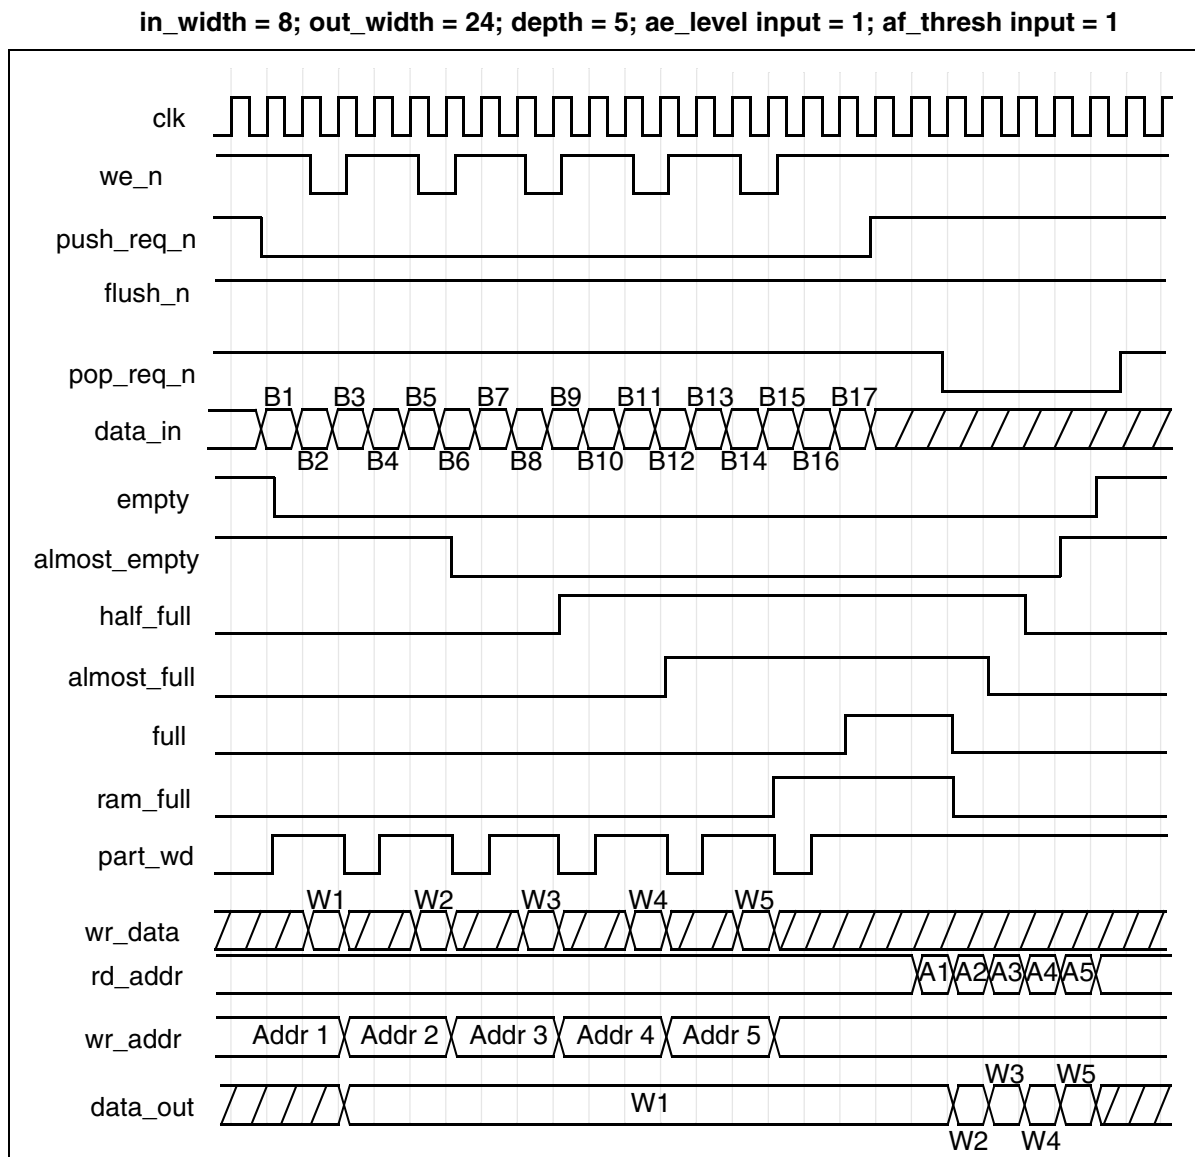 in_width = 8; out_width = 24; depth = 5; ae_level input = 1; af_thresh input = 1
clk
we_n
push_req_n
flush_n
pop_req_n
B1 B3 B5 B7 B9 B11 B13 B15 B17
data_in
B2 B4 B6 B8 B10 B12 B14 B16
empty
almost_empty
half_full
almost_full
full
ram_full
part_wd
W1 W2 W3 W4 W5
wr_data
rd_addr A1 A2 A3 A4 A5
wr_addr Addr 1 Addr 2 Addr 3 Addr 4 Addr 5
W3 W5
data_out W1
W2 W4